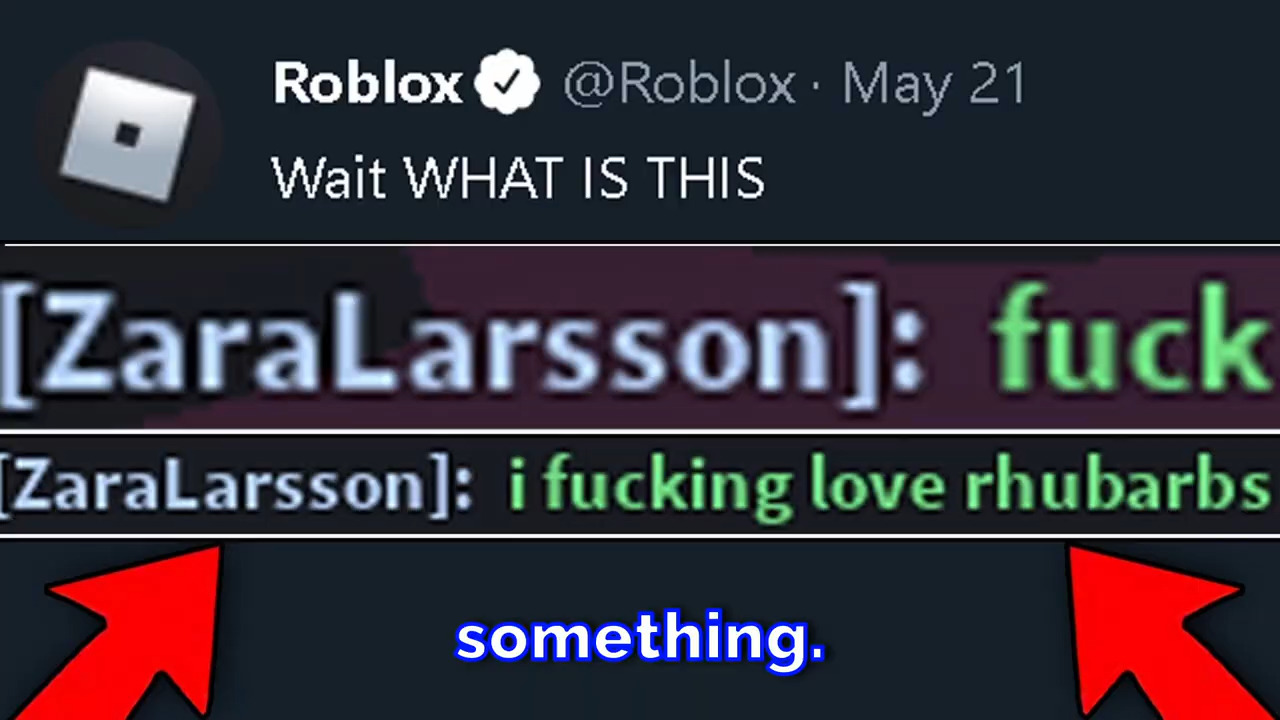 Roblox @Roblox · May 21
Wait WHAT IS THIS
[ZaraLarsson]: fuck
[ZaraLarsson]: i fucking love rhubarbs
something.